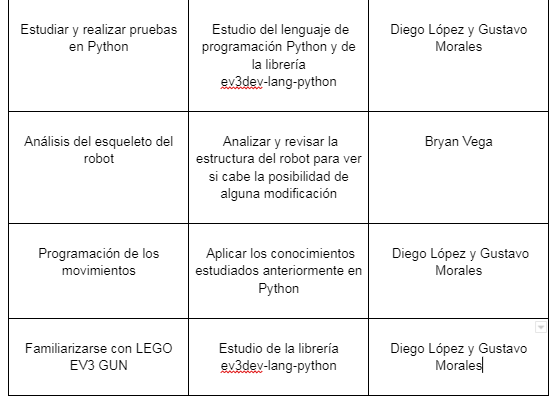 Estudiar y realizar pruebas
en Python
Estudio del lenguaje de
programación Python y de
la librería
ev3dev-lang-python
Diego López y Gustavo
Morales
Análisis del esqueleto del
robot
Analizar y revisar la
estructura del robot para ver
si cabe la posibilidad de
alguna modificación
Bryan Vega
Programación de los
movimientos
Aplicar los conocimientos
estudiados anteriormente en
Python
Diego López y Gustavo
Morales
Familiarizarse con LEGO
EV3 GUN
Estudio de la librería
ev3dev-lang-python
Diego López y Gustavo
Morales